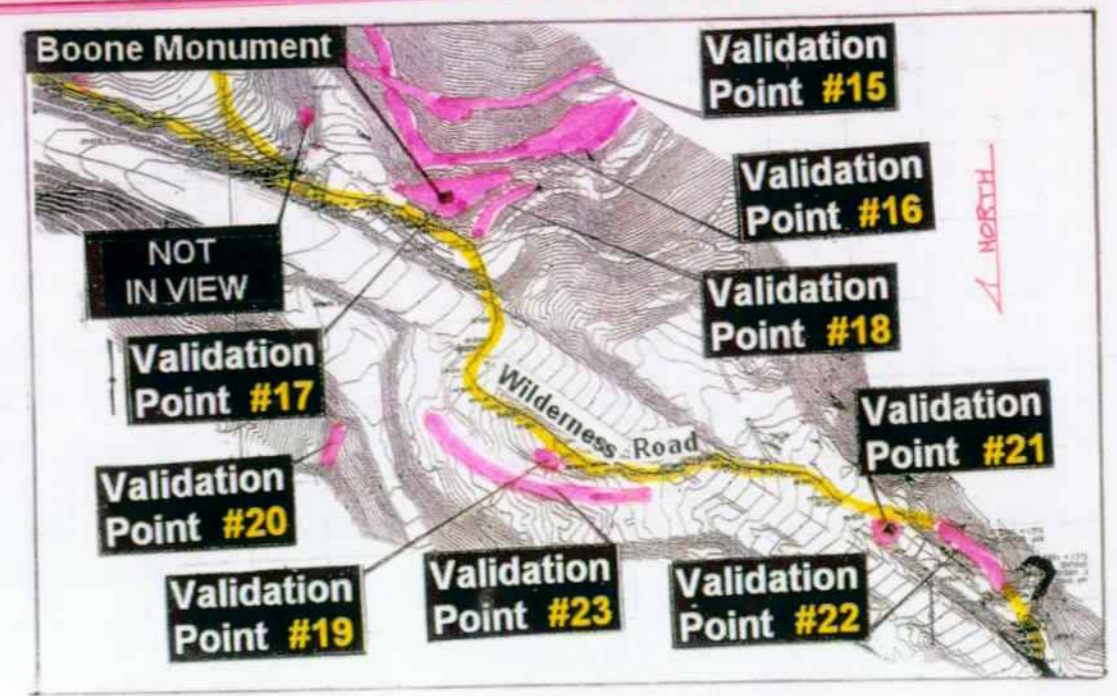 Boone Monument
Validation
Point #15
Validation
Point #16
NORTH
NOT
IN VIEW
Validation
Point #18
Validation
Point #17
Wilderness Road
Validation
Point #21
Validation
Point #20
Validation
Point #19
Validation
Point #23
Validation
Point #22